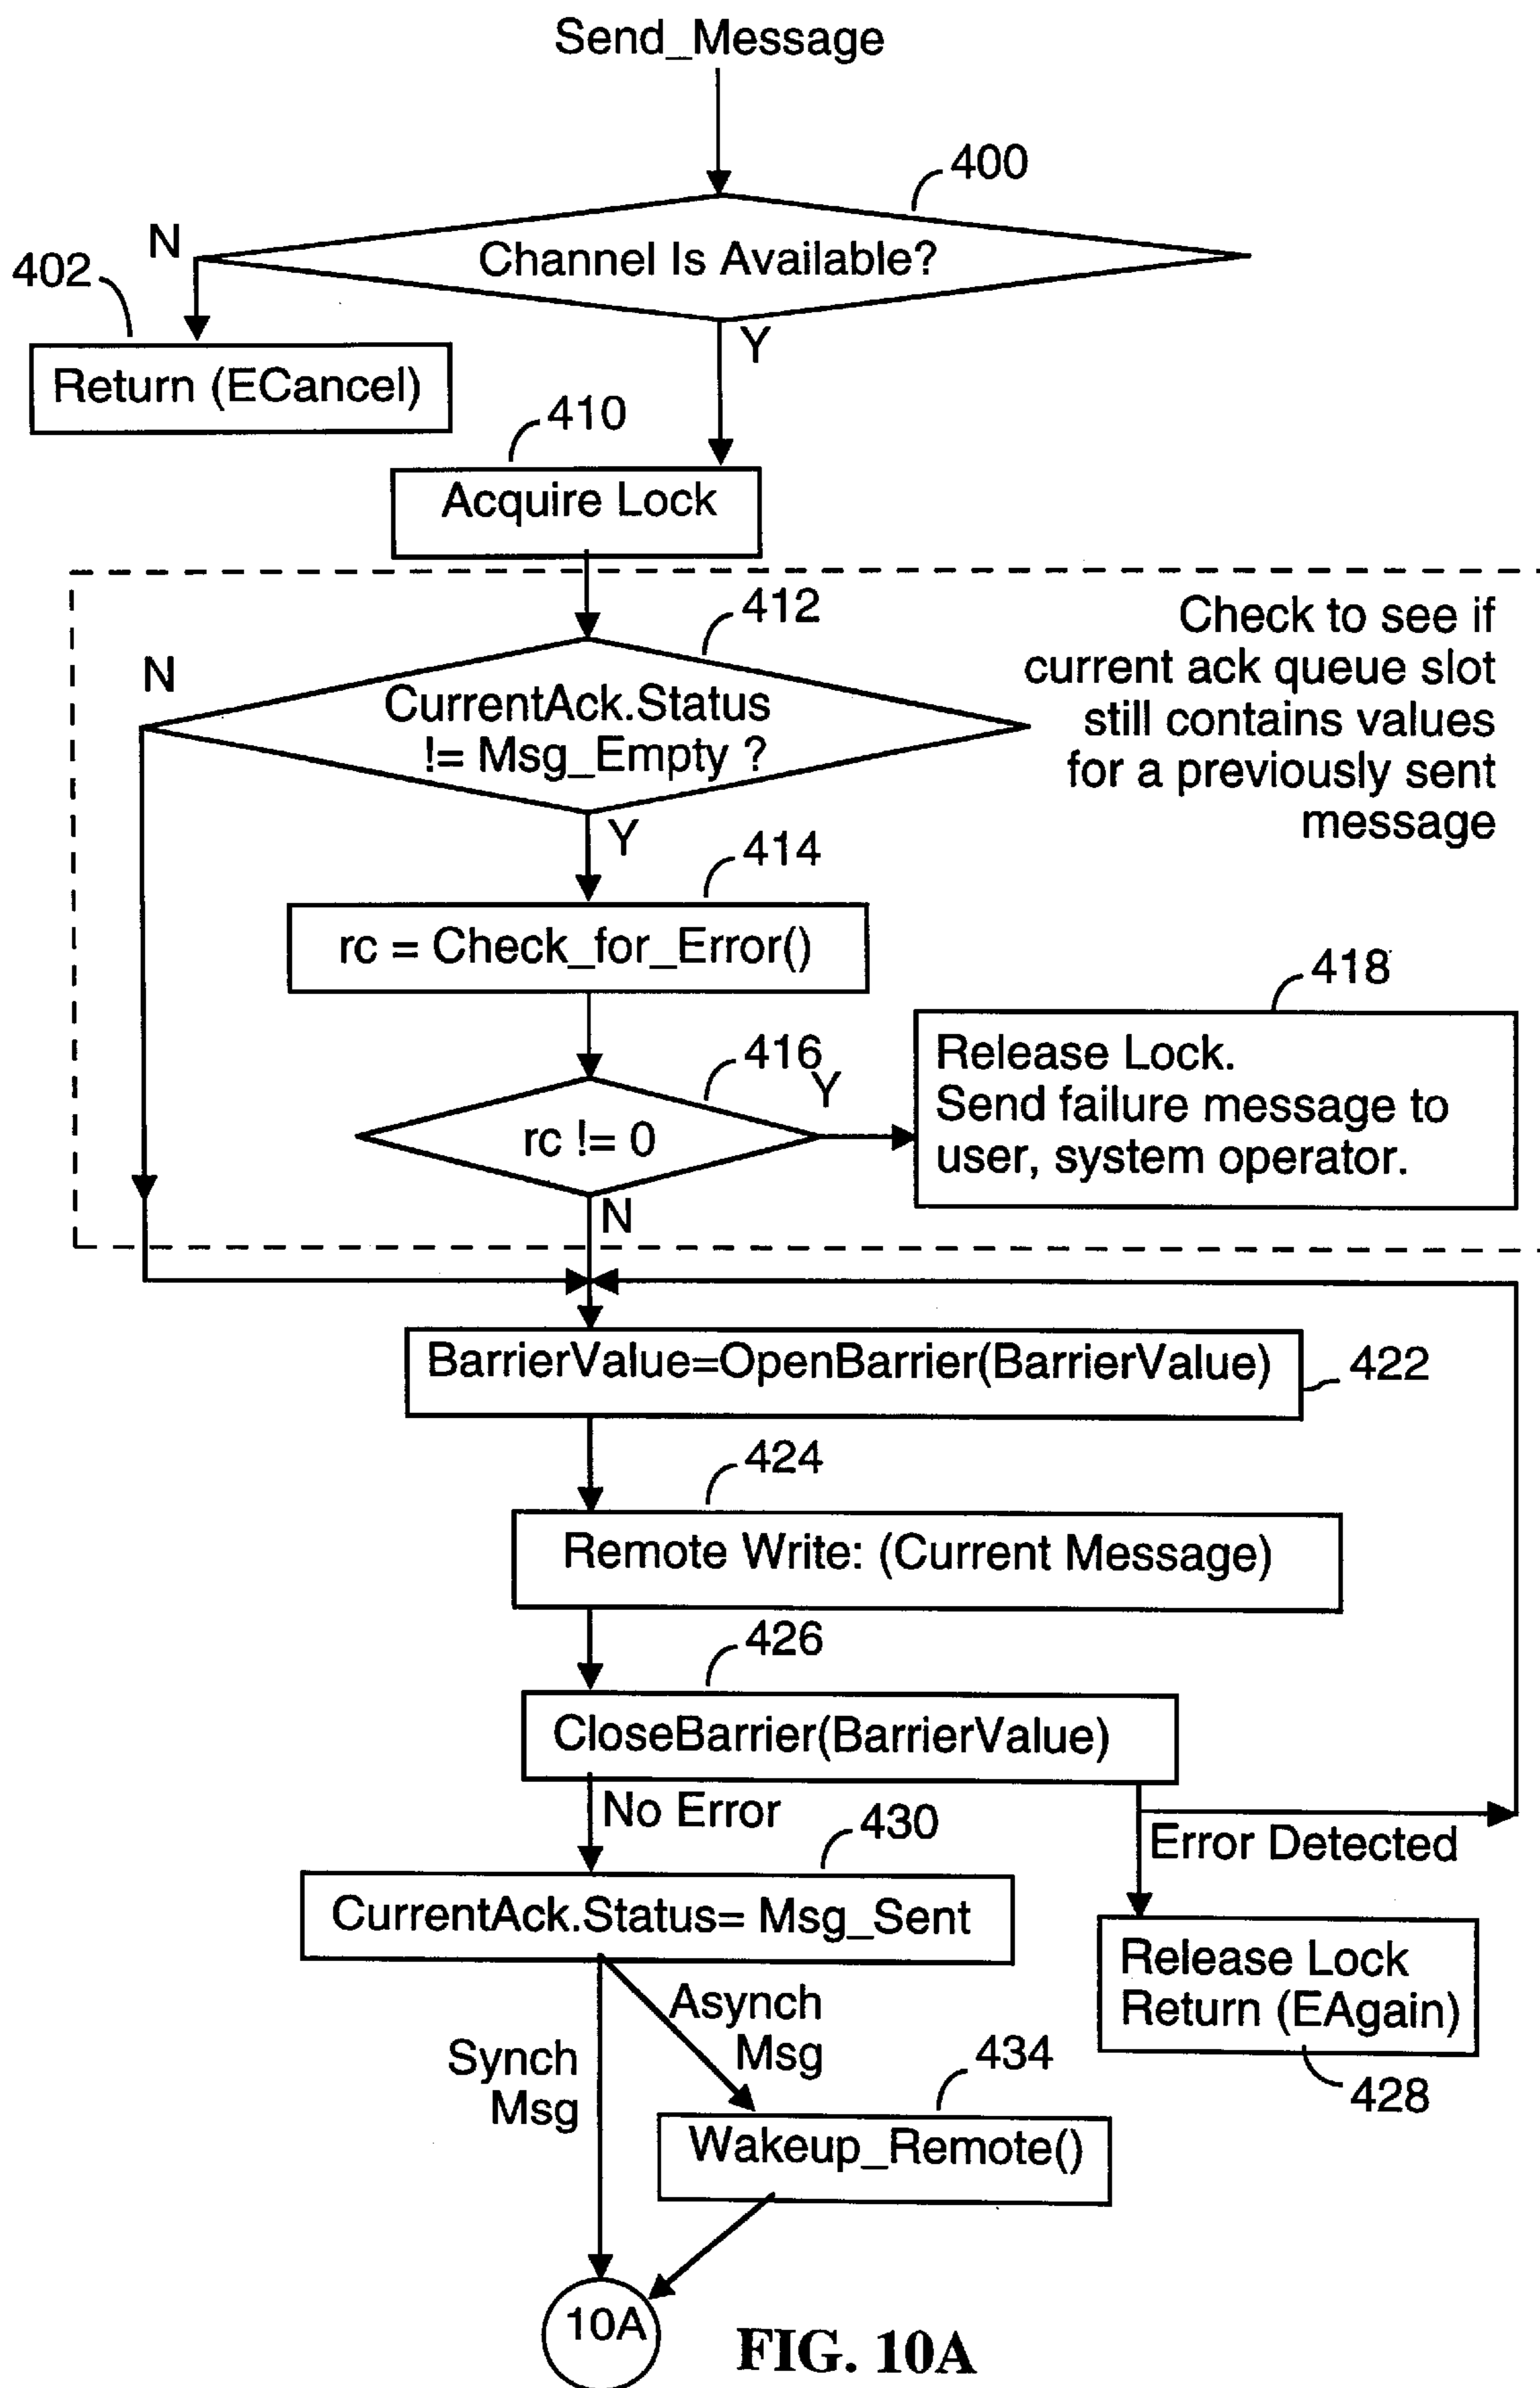 Send_Message
400
N
Channel Is Available?
402
Y
Return (ECancel)
410
Acquire Lock
412
Check to see if
current ack queue slot
still contains values
for a previously sent
message
N
CurrentAck.Status
!= Msg_Empty ?
Y
414
rc = Check_for_Error()
418
416
Y
Release Lock.
Send failure message to
user, system operator.
rc != 0
N
BarrierValue=OpenBarrier(BarrierValue)
422
424
Remote Write: (Current Message)
426
CloseBarrier(BarrierValue)
No Error
430
Error Detected
CurrentAck.Status= Msg_Sent
Release Lock
Return (EAgain)
428
Asynch
Msg
Synch
Msg
434
Wakeup_Remote()
10A
FIG. 10A